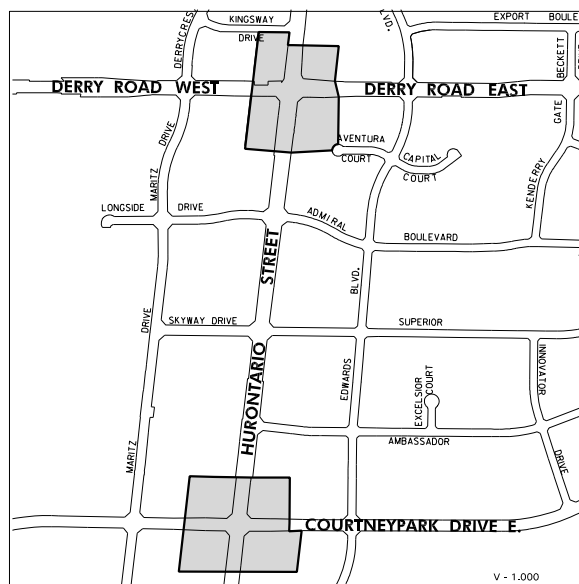 KINGSWAY
DRIVE
DERRYCRES
LVD.
EXPORT BOULE
BECKETT
DERRY ROAD WEST
DERRY ROAD EAST
GATE
MARITZ DRIVE
AVENTURA
COURT
CAPITAL
COURT
KENDERRY
LONGSIDE DRIVE
ADMIRAL BOULEVARD
HURONTARIO STREET
EDWARDS BLVD.
SKYWAY DRIVE
SUPERIOR
MARITZ DRIVE
EXCELSIOR
COURT
INNOVATOR DRIVE
AMBASSADOR
COURTNEYPARK DRIVE E.
V - 1.000